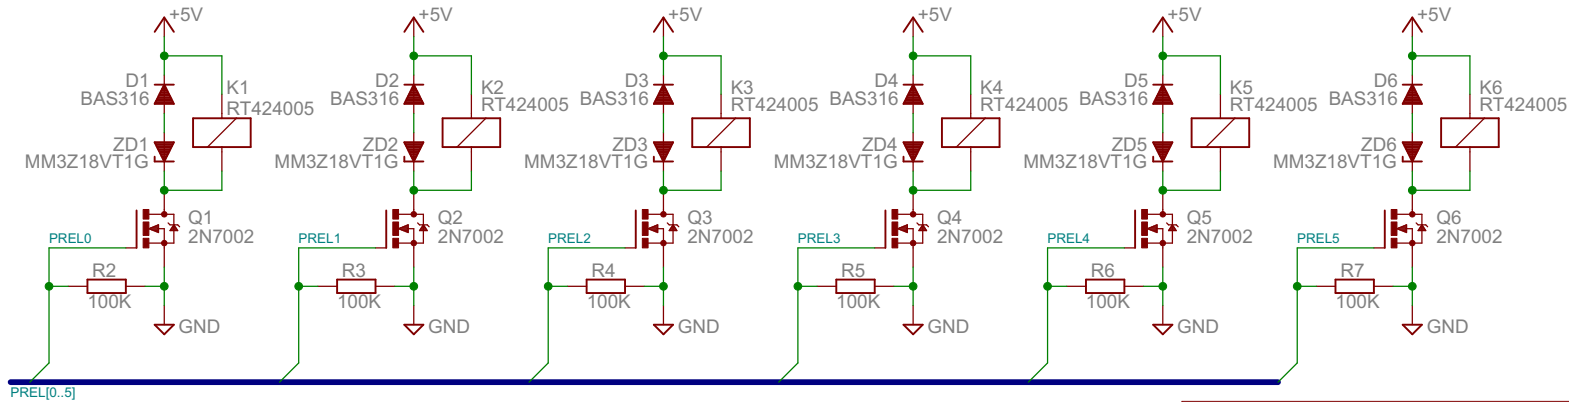 +5V +5V +5V +5V +5V +5V
D1 K1 D2 K2 D3 K3 D4 K4 D5 K5 D6 K6
BAS316 RT424005 BAS316 RT424005 BAS316 RT424005 BAS316 RT424005 BAS316 RT424005 BAS316 RT424005
ZD1 ZD2 ZD3 ZD4 ZD5 ZD6
MM3Z18VT1G MM3Z18VT1G MM3Z18VT1G MM3Z18VT1G MM3Z18VT1G MM3Z18VT1G
Q1 Q2 Q3 Q4 Q5 Q6
PREL0 2N7002 PREL1 2N7002 PREL2 2N7002 PREL3 2N7002 PREL4 2N7002 PREL5 2N7002
R2 R3 R4 R5 R6 R7
100K 100K 100K 100K 100K 100K
GND GND GND GND GND GND
PREL[0..5]